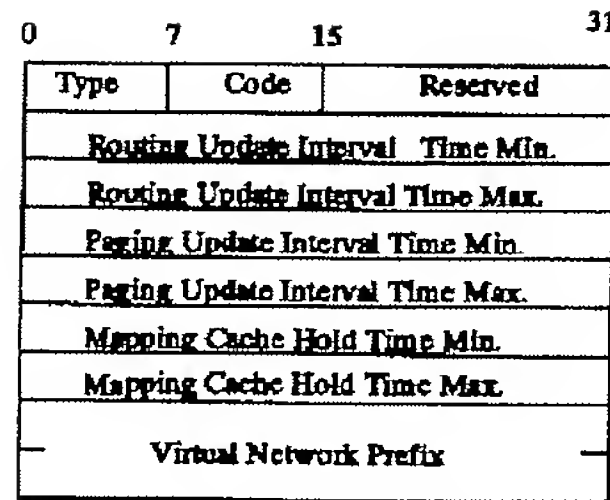 0 7 15 31
Type Code Reserved
Routing Update Interval Time Min.
Routing Update Interval Time Max.
Paging Update Interval Time Min.
Paging Update Interval Time Max.
Mapping Cache Hold Time Min.
Mapping Cache Hold Time Max.
Virtual Network Prefix